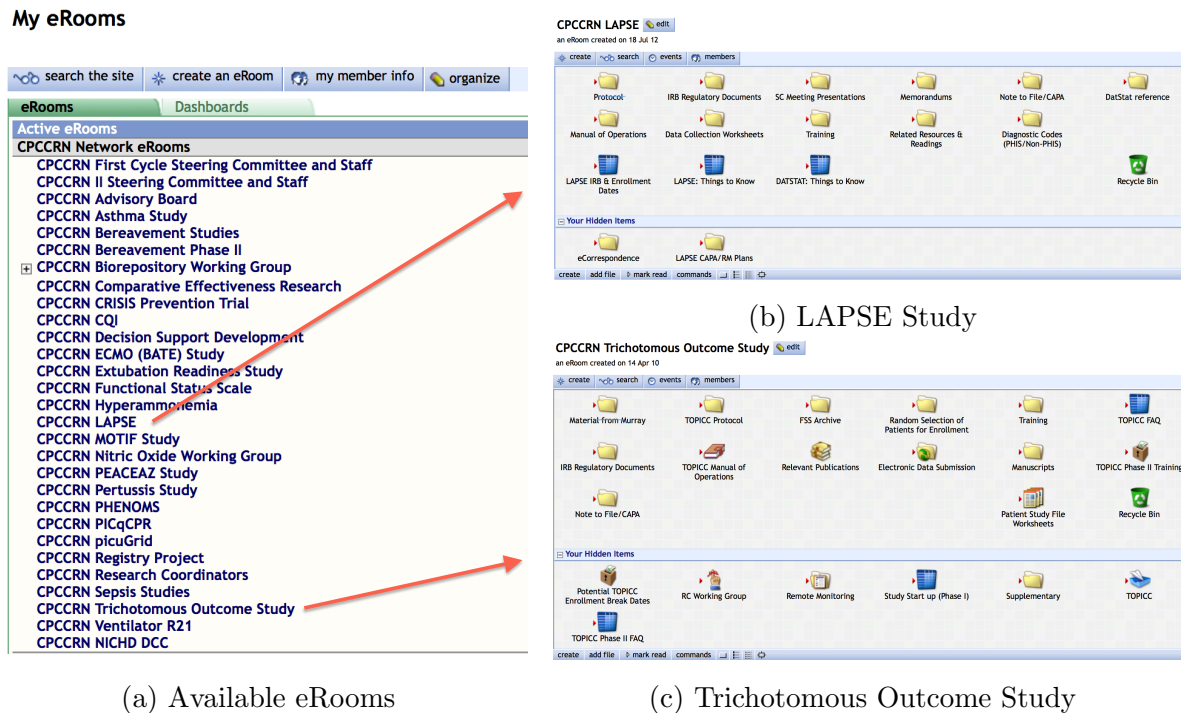 My eRooms
search the site create an eRoom my member info organize
eRooms Dashboards
Active eRooms
CPCCRN Network eRooms
CPCCRN First Cycle Steering Committee and Staff
CPCCRN II Steering Committee and Staff
CPCCRN Advisory Board
CPCCRN Asthma Study
CPCCRN Bereavement Studies
CPCCRN Bereavement Phase II
CPCCRN Biorepository Working Group
CPCCRN Comparative Effectiveness Research
CPCCRN CRISIS Prevention Trial
CPCCRN CQI
CPCCRN Decision Support Development
CPCCRN ECMO (BATE) Study
CPCCRN Extubation Readiness Study
CPCCRN Functional Status Scale
CPCCRN Hyperammonemia
CPCCRN LAPSE
CPCCRN MOTIF Study
CPCCRN Nitric Oxide Working Group
CPCCRN PEACEAZ Study
CPCCRN Pertussis Study
CPCCRN PHENOMS
CPCCRN PICqCPR
CPCCRN picuGrid
CPCCRN Registry Project
CPCCRN Research Coordinators
CPCCRN Sepsis Studies
CPCCRN Trichotomous Outcome Study
CPCCRN Ventilator R21
CPCCRN NICHD DCC
(a) Available eRooms
CPCCRN LAPSE edit
an eRoom created on 18 Jul 12
create search events members
Protocol IRB Regulatory Documents SC Meeting Presentations Memorandums Note to File/CAPA DatStat reference
Manual of Operations Data Collection Worksheets Training Related Resources & Diagnostic Codes
Readings (PHIS/Non-PHIS)
LAPSE IRB & Enrollment LAPSE: Things to Know DATSTAT: Things to Know Recycle Bin
Dates
Your Hidden Items
eCorrespondence LAPSE CAPA/RM Plans
create add file mark read commands
(b) LAPSE Study
CPCCRN Trichotomous Outcome Study edit
an eRoom created on 14 Apr 10
create search events members
Material from Murray TOPICC Protocol FSS Archive Random Selection of Training TOPICC FAQ
Patients for Enrollment
IRB Regulatory Documents TOPICC Manual of Relevant Publications Electronic Data Submission Manuscripts TOPICC Phase II Training
Operations
Note to File/CAPA Patient Study File Recycle Bin
Worksheets
Your Hidden Items
Potential TOPICC RC Working Group Remote Monitoring Study Start up (Phase I) Supplementary TOPICC
Enrollment Break Dates
TOPICC Phase II FAQ
create add file mark read commands
(c) Trichotomous Outcome Study